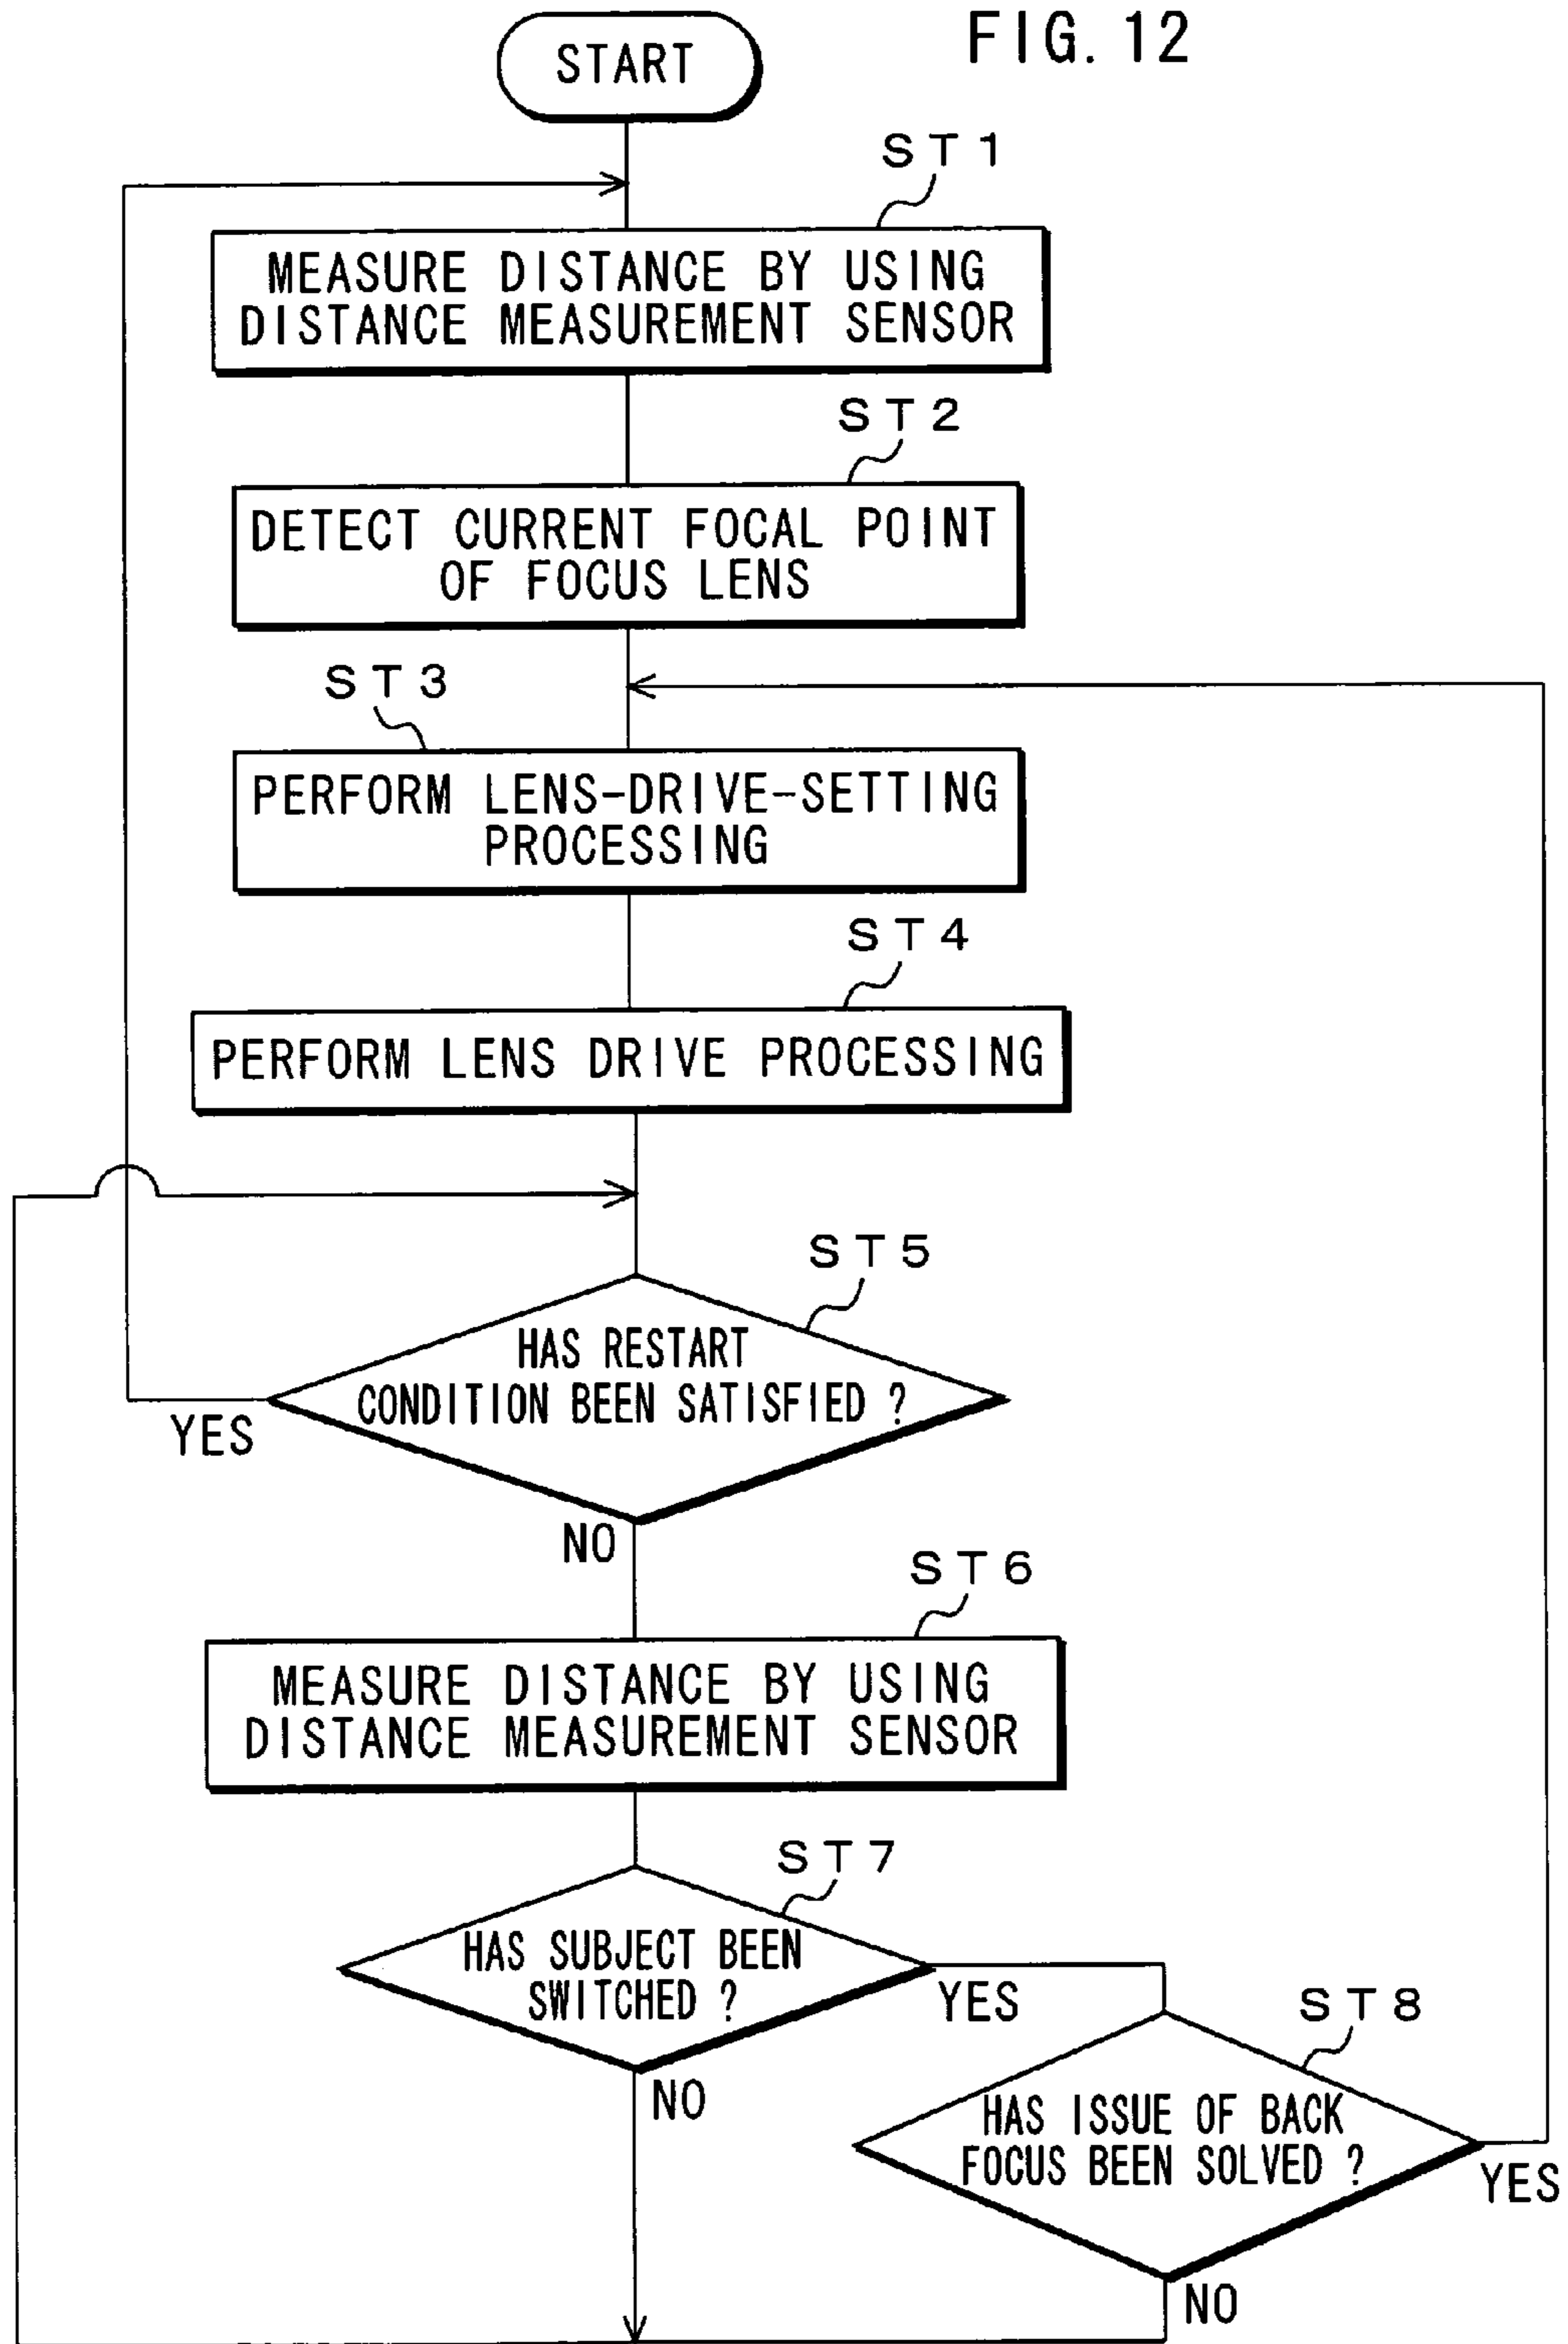 FIG. 12
START
ST1
MEASURE DISTANCE BY USING
DISTANCE MEASUREMENT SENSOR
ST2
DETECT CURRENT FOCAL POINT
OF FOCUS LENS
ST3
PERFORM LENS-DRIVE-SETTING
PROCESSING
ST4
PERFORM LENS DRIVE PROCESSING
ST5
HAS RESTART
CONDITION BEEN SATISFIED ?
YES
NO
ST6
MEASURE DISTANCE BY USING
DISTANCE MEASUREMENT SENSOR
ST7
HAS SUBJECT BEEN
SWITCHED ?
YES
NO
ST8
HAS ISSUE OF BACK
FOCUS BEEN SOLVED ?
YES
NO